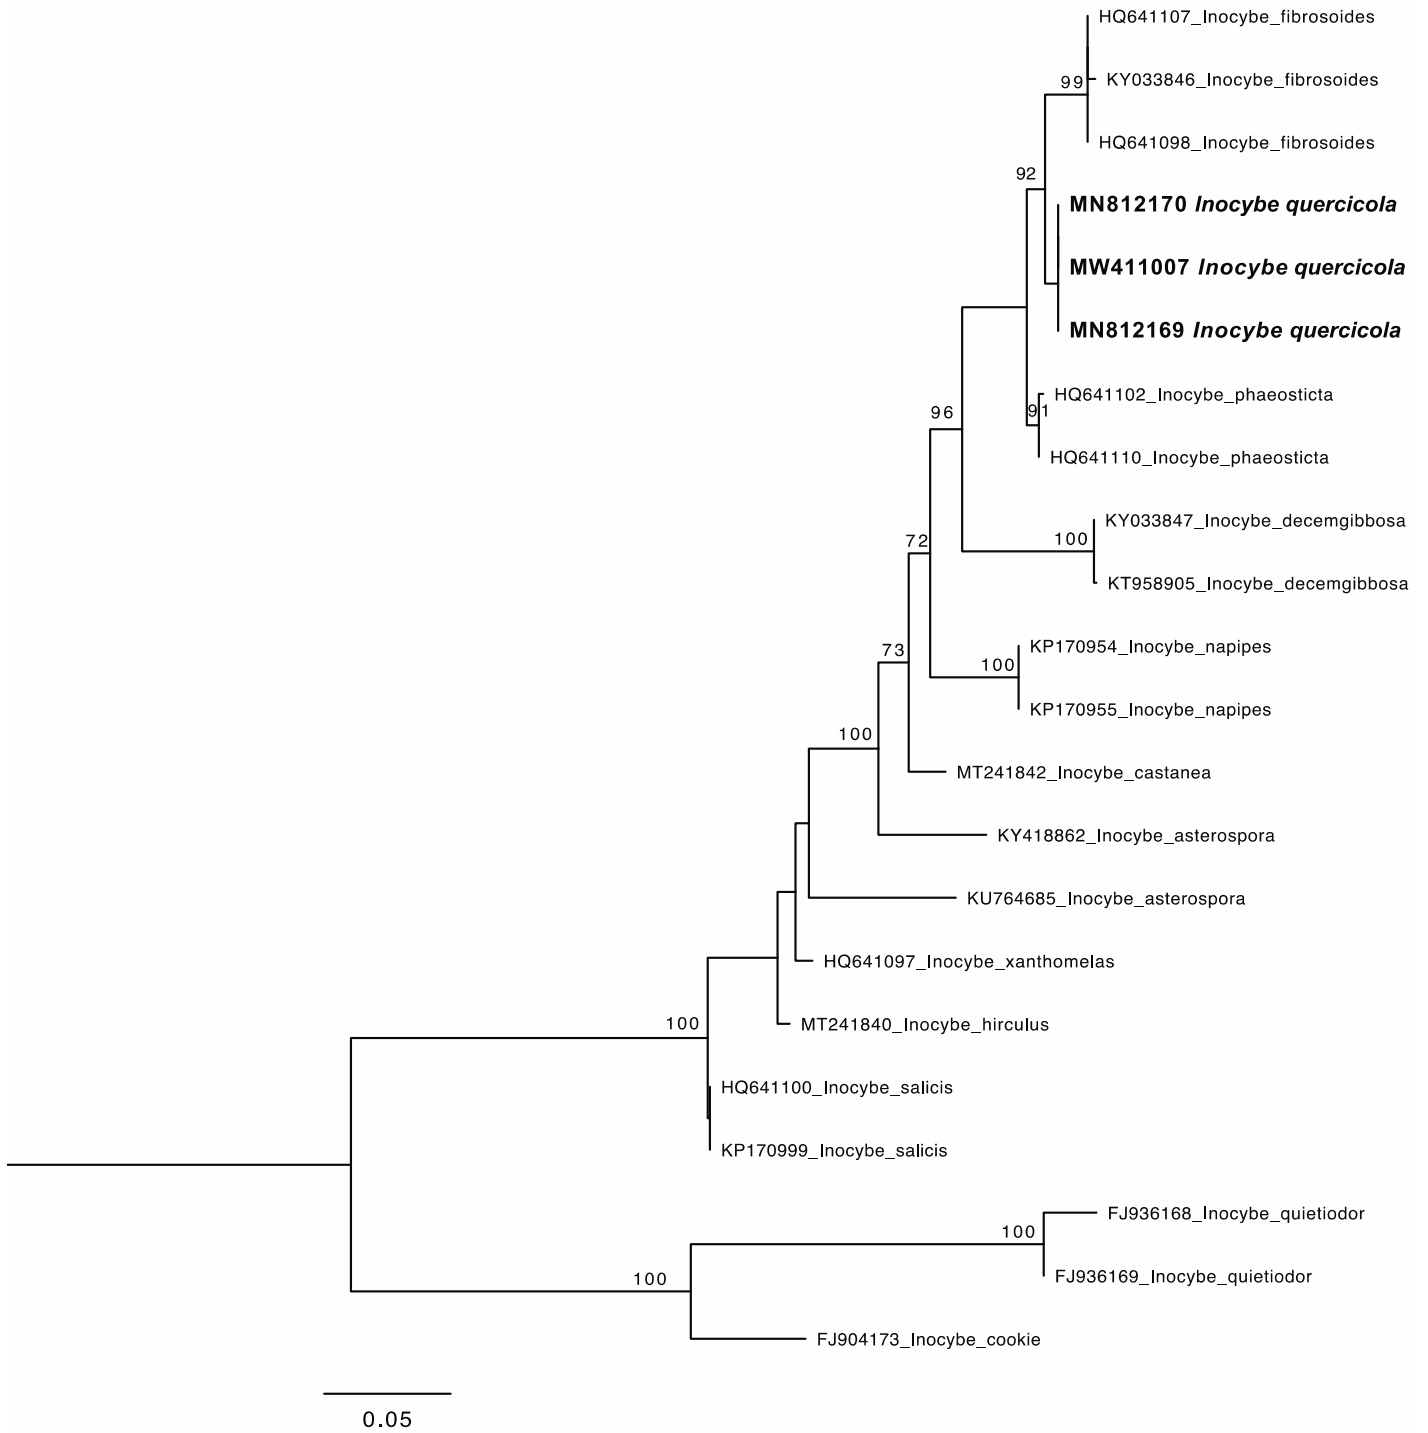 HQ641107_Inocybe_fibrosoides
99
KY033846_Inocybe_fibrosoides
HQ641098_Inocybe_fibrosoides
92
MN812170 Inocybe quercicola
MW411007 Inocybe quercicola
MN812169 Inocybe quercicola
HQ641102_Inocybe_phaeosticta
96
91
HQ641110_Inocybe_phaeosticta
KY033847_Inocybe_decemgibbosa
100
72
KT958905_Inocybe_decemgibbosa
KP170954_Inocybe_napipes
73
100
KP170955_Inocybe_napipes
100
MT241842_Inocybe_castanea
KY418862_Inocybe_asterospora
KU764685_Inocybe_asterospora
HQ641097_Inocybe_xanthomelas
100
MT241840_Inocybe_hirculus
HQ641100_Inocybe_salicis
KP170999_Inocybe_salicis
FJ936168_Inocybe_quietiodor
100
FJ936169_Inocybe_quietiodor
100
FJ904173_Inocybe_cookie
0.05